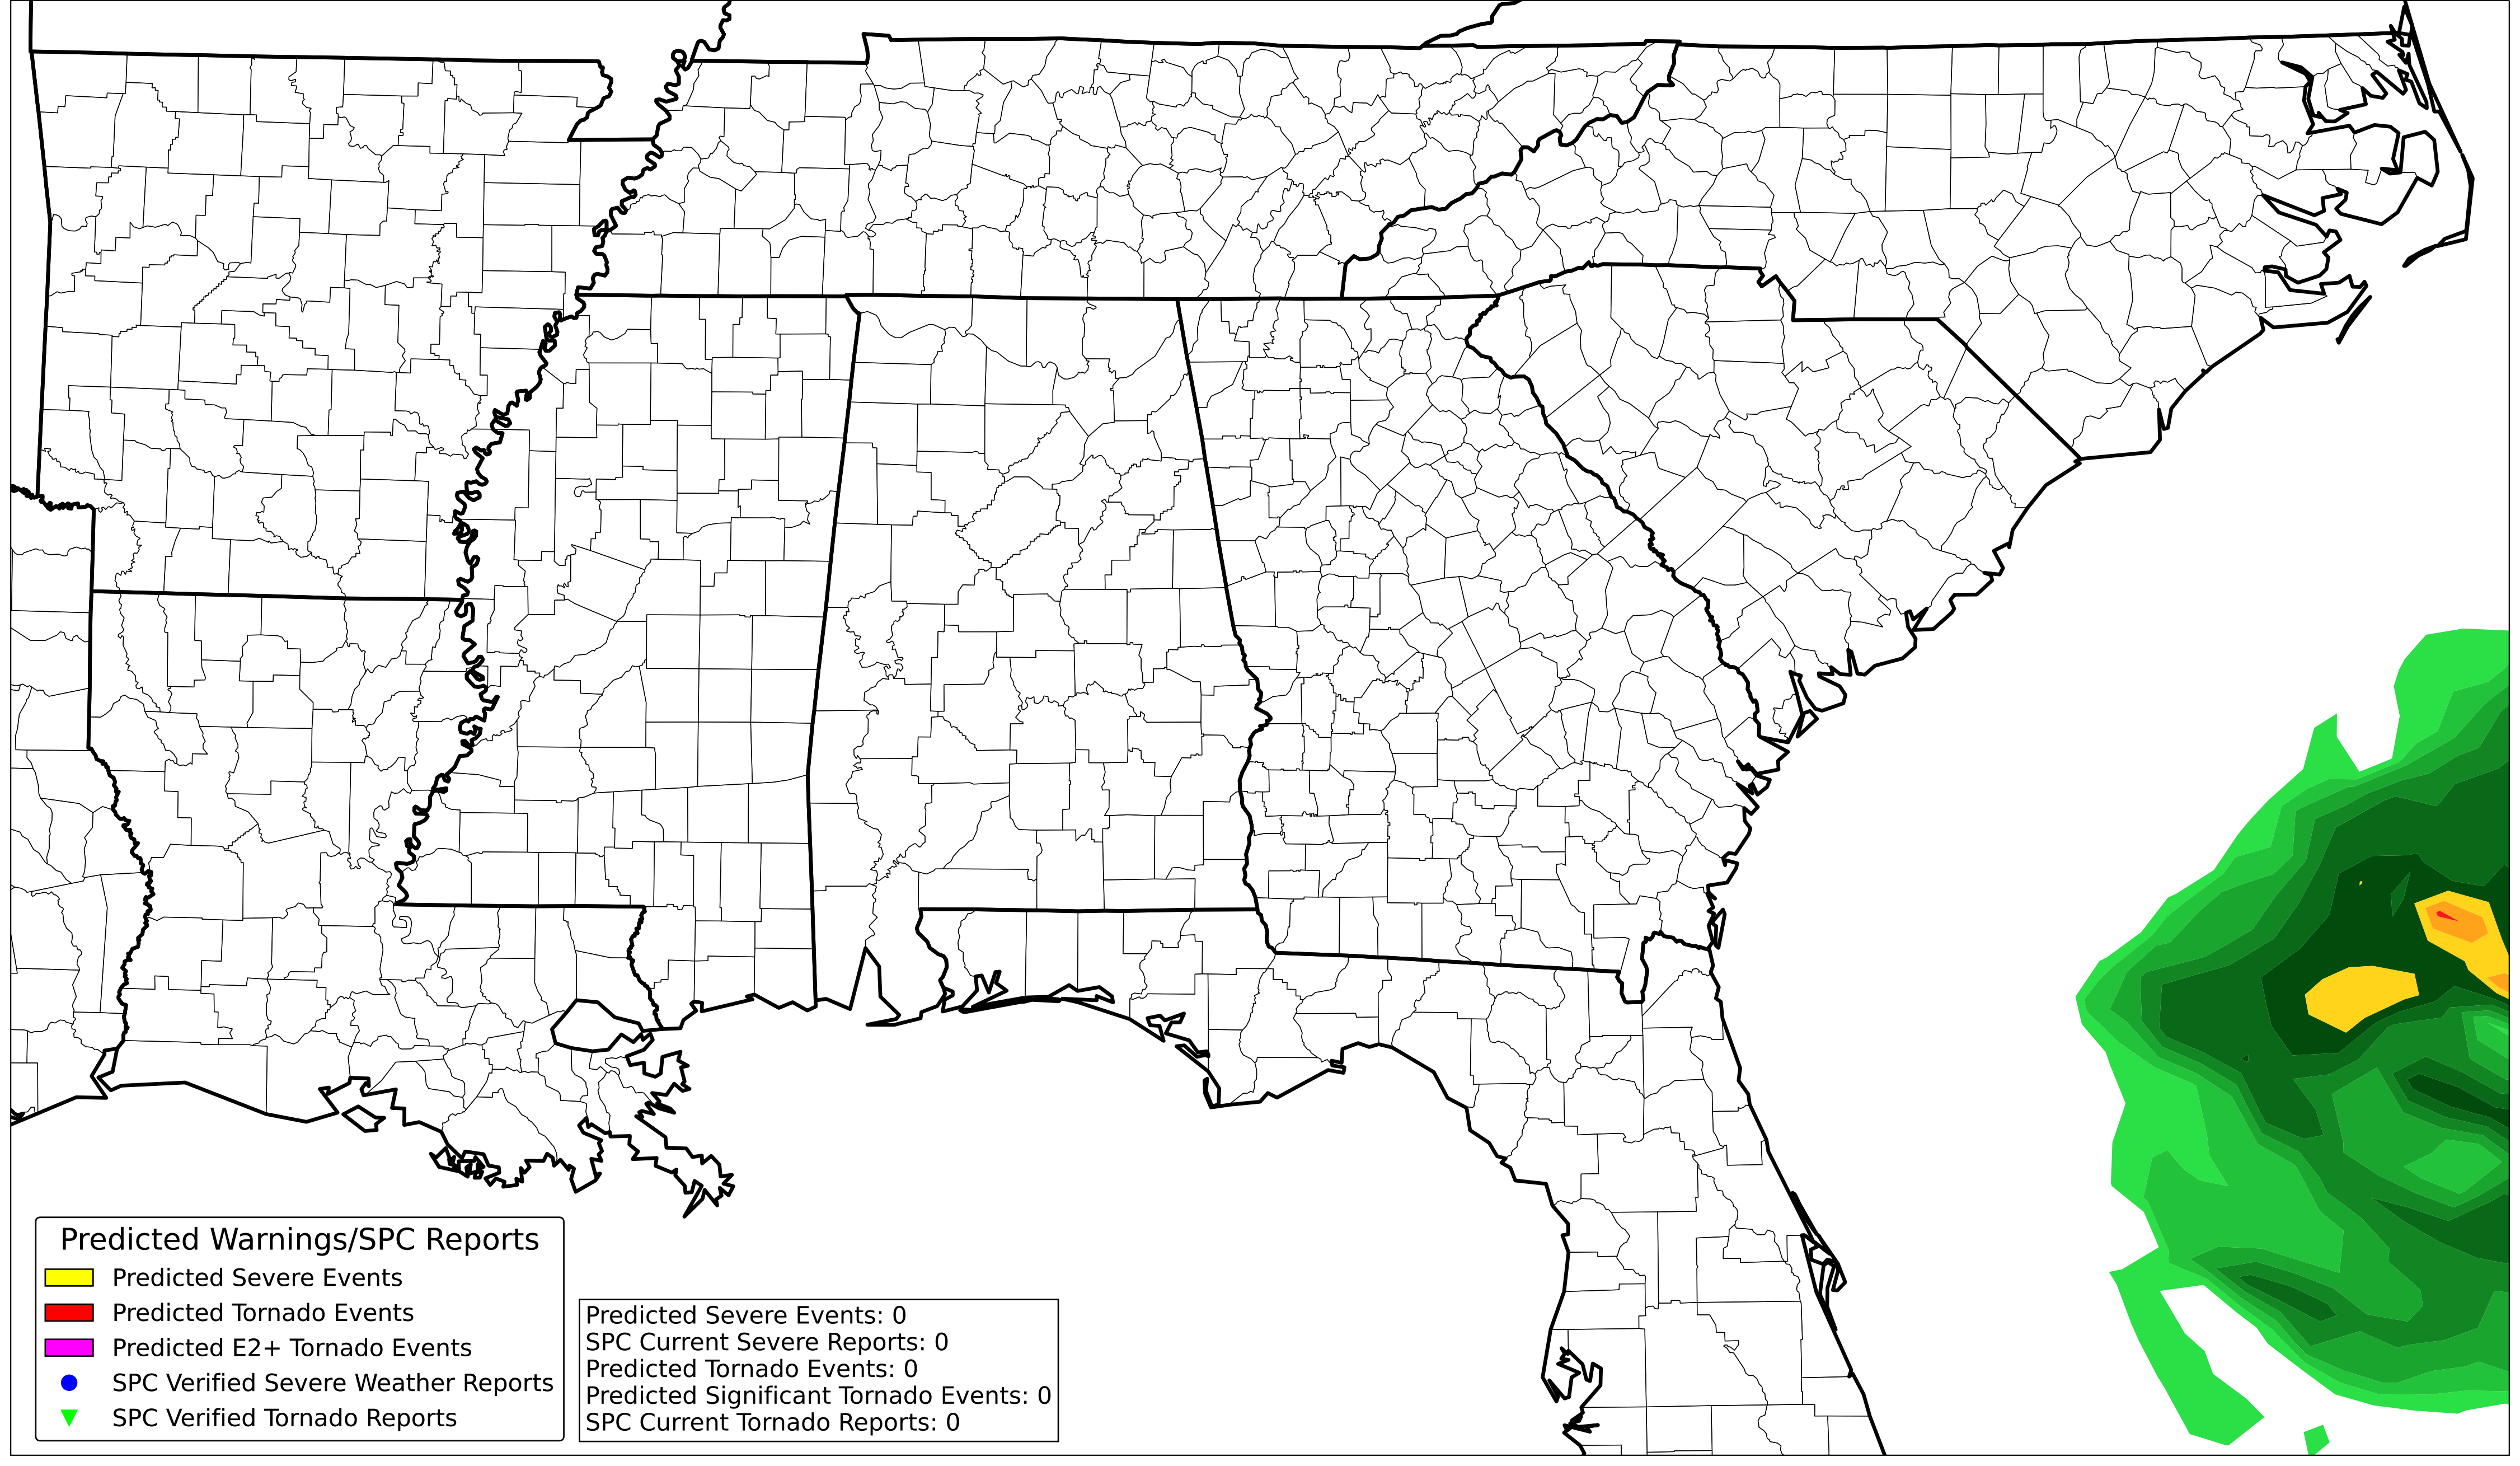 Predicted Warnings/SPC Reports
Predicted Severe Events
Predicted Tornado Events
Predicted E2+ Tornado Events
SPC Verified Severe Weather Reports
SPC Verified Tornado Reports
Predicted Severe Events: 0
SPC Current Severe Reports: 0
Predicted Tornado Events: 0
Predicted Significant Tornado Events: 0
SPC Current Tornado Reports: 0